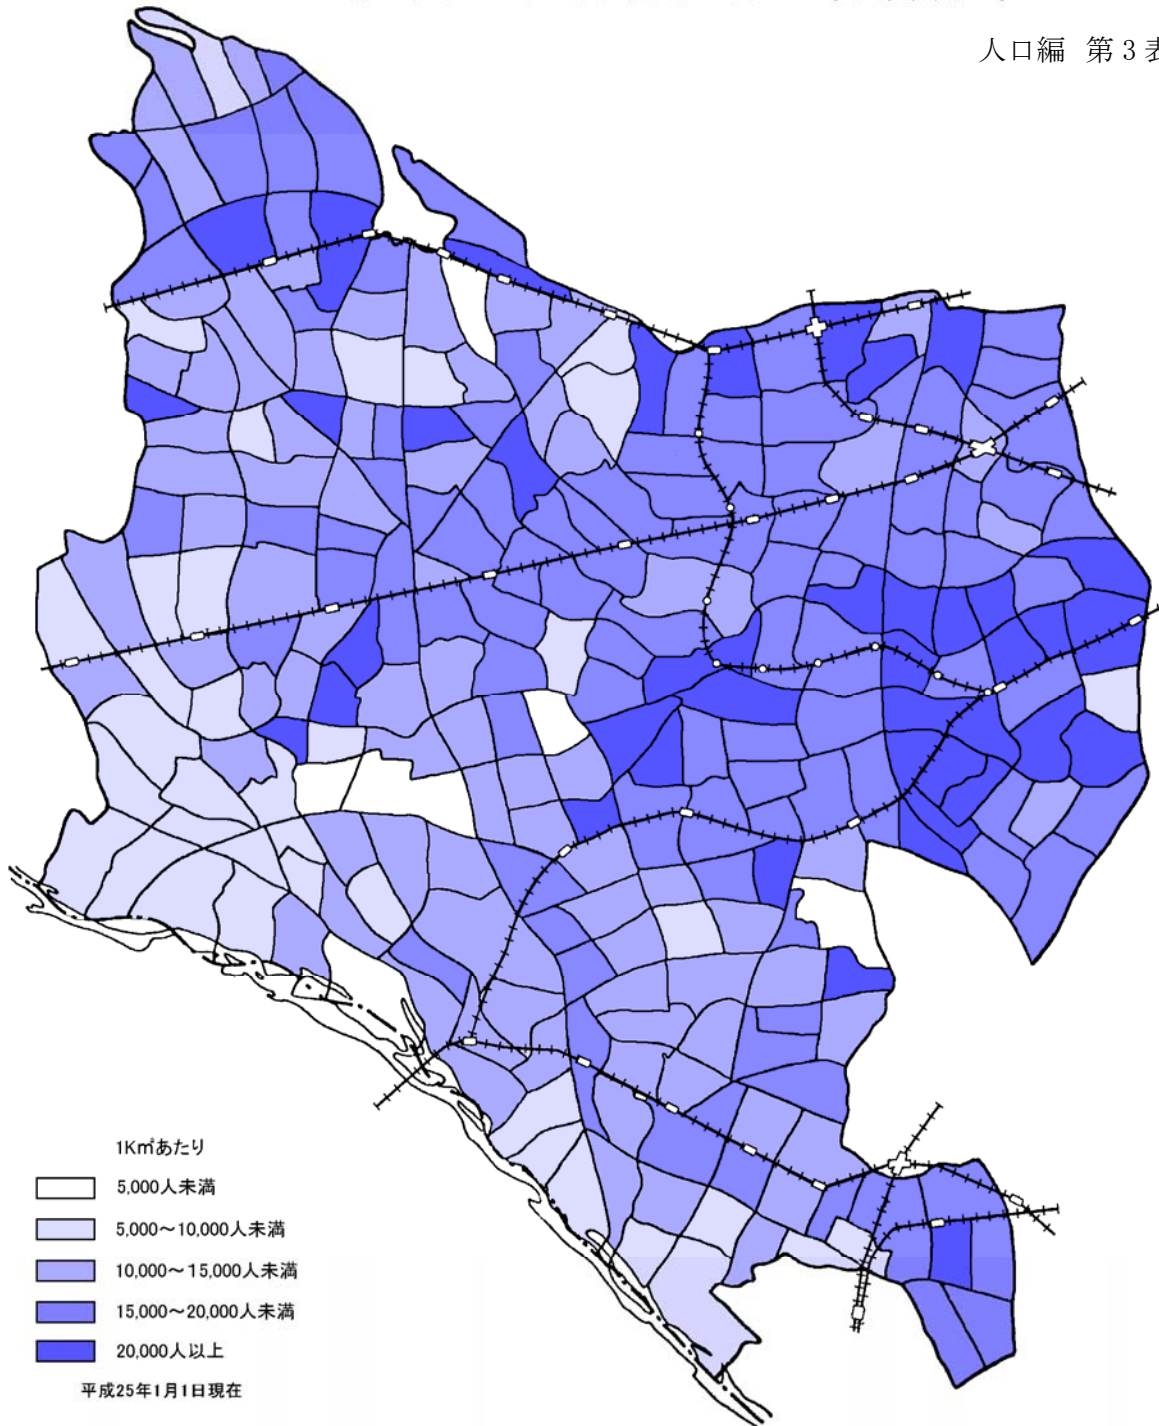 人口編 第3表
1K㎡あたり
5,000人未満
5,000～10,000人未満
10,000～15,000人未満
15,000～20,000人未満
20,000人以上
平成25年1月1日現在